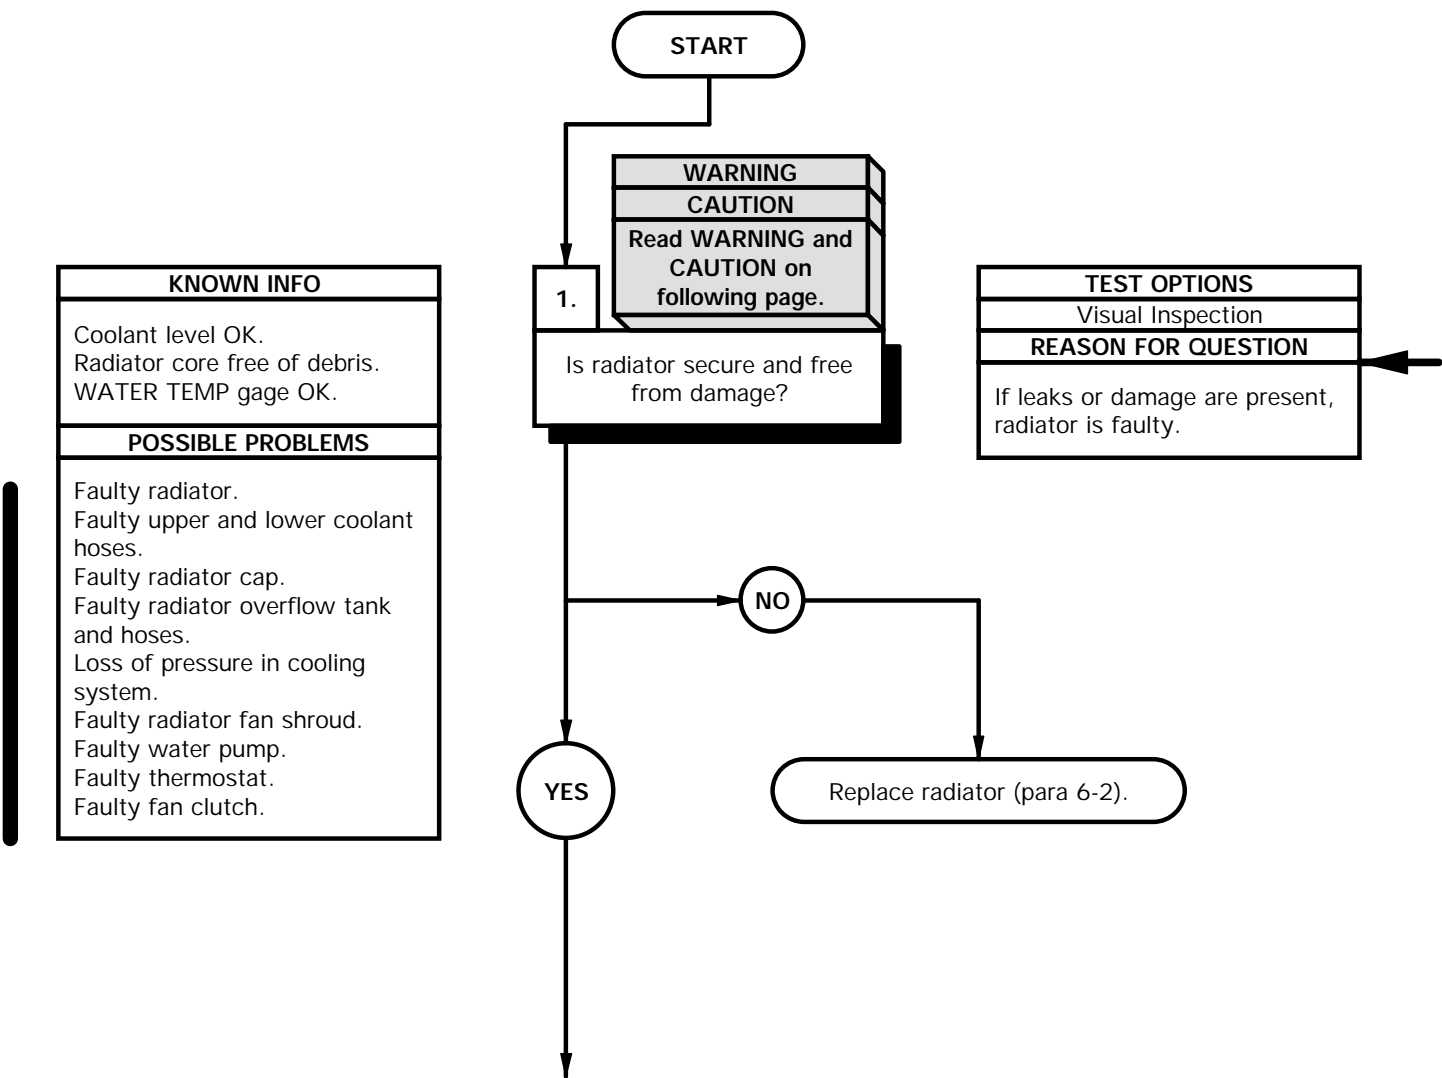 START
WARNING
CAUTION
Read WARNING and
CAUTION on
following page.
1.
Is radiator secure and free
from damage?
KNOWN INFO
Coolant level OK.
Radiator core free of debris.
WATER TEMP gage OK.
POSSIBLE PROBLEMS
Faulty radiator.
Faulty upper and lower coolant
hoses.
Faulty radiator cap.
Faulty radiator overflow tank
and hoses.
Loss of pressure in cooling
system.
Faulty radiator fan shroud.
Faulty water pump.
Faulty thermostat.
Faulty fan clutch.
TEST OPTIONS
Visual Inspection
REASON FOR QUESTION
If leaks or damage are present,
radiator is faulty.
NO
YES
Replace radiator (para 6-2).